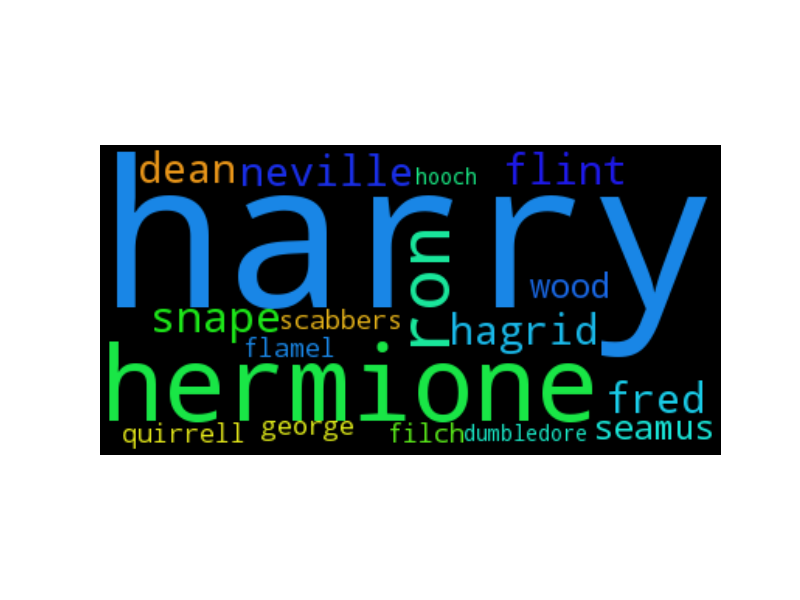 dean neville hooch flint
harry
ron
wood
snape scabbers hagrid
flamel
hermione
fred
quirrell george filch dumbledore seamus